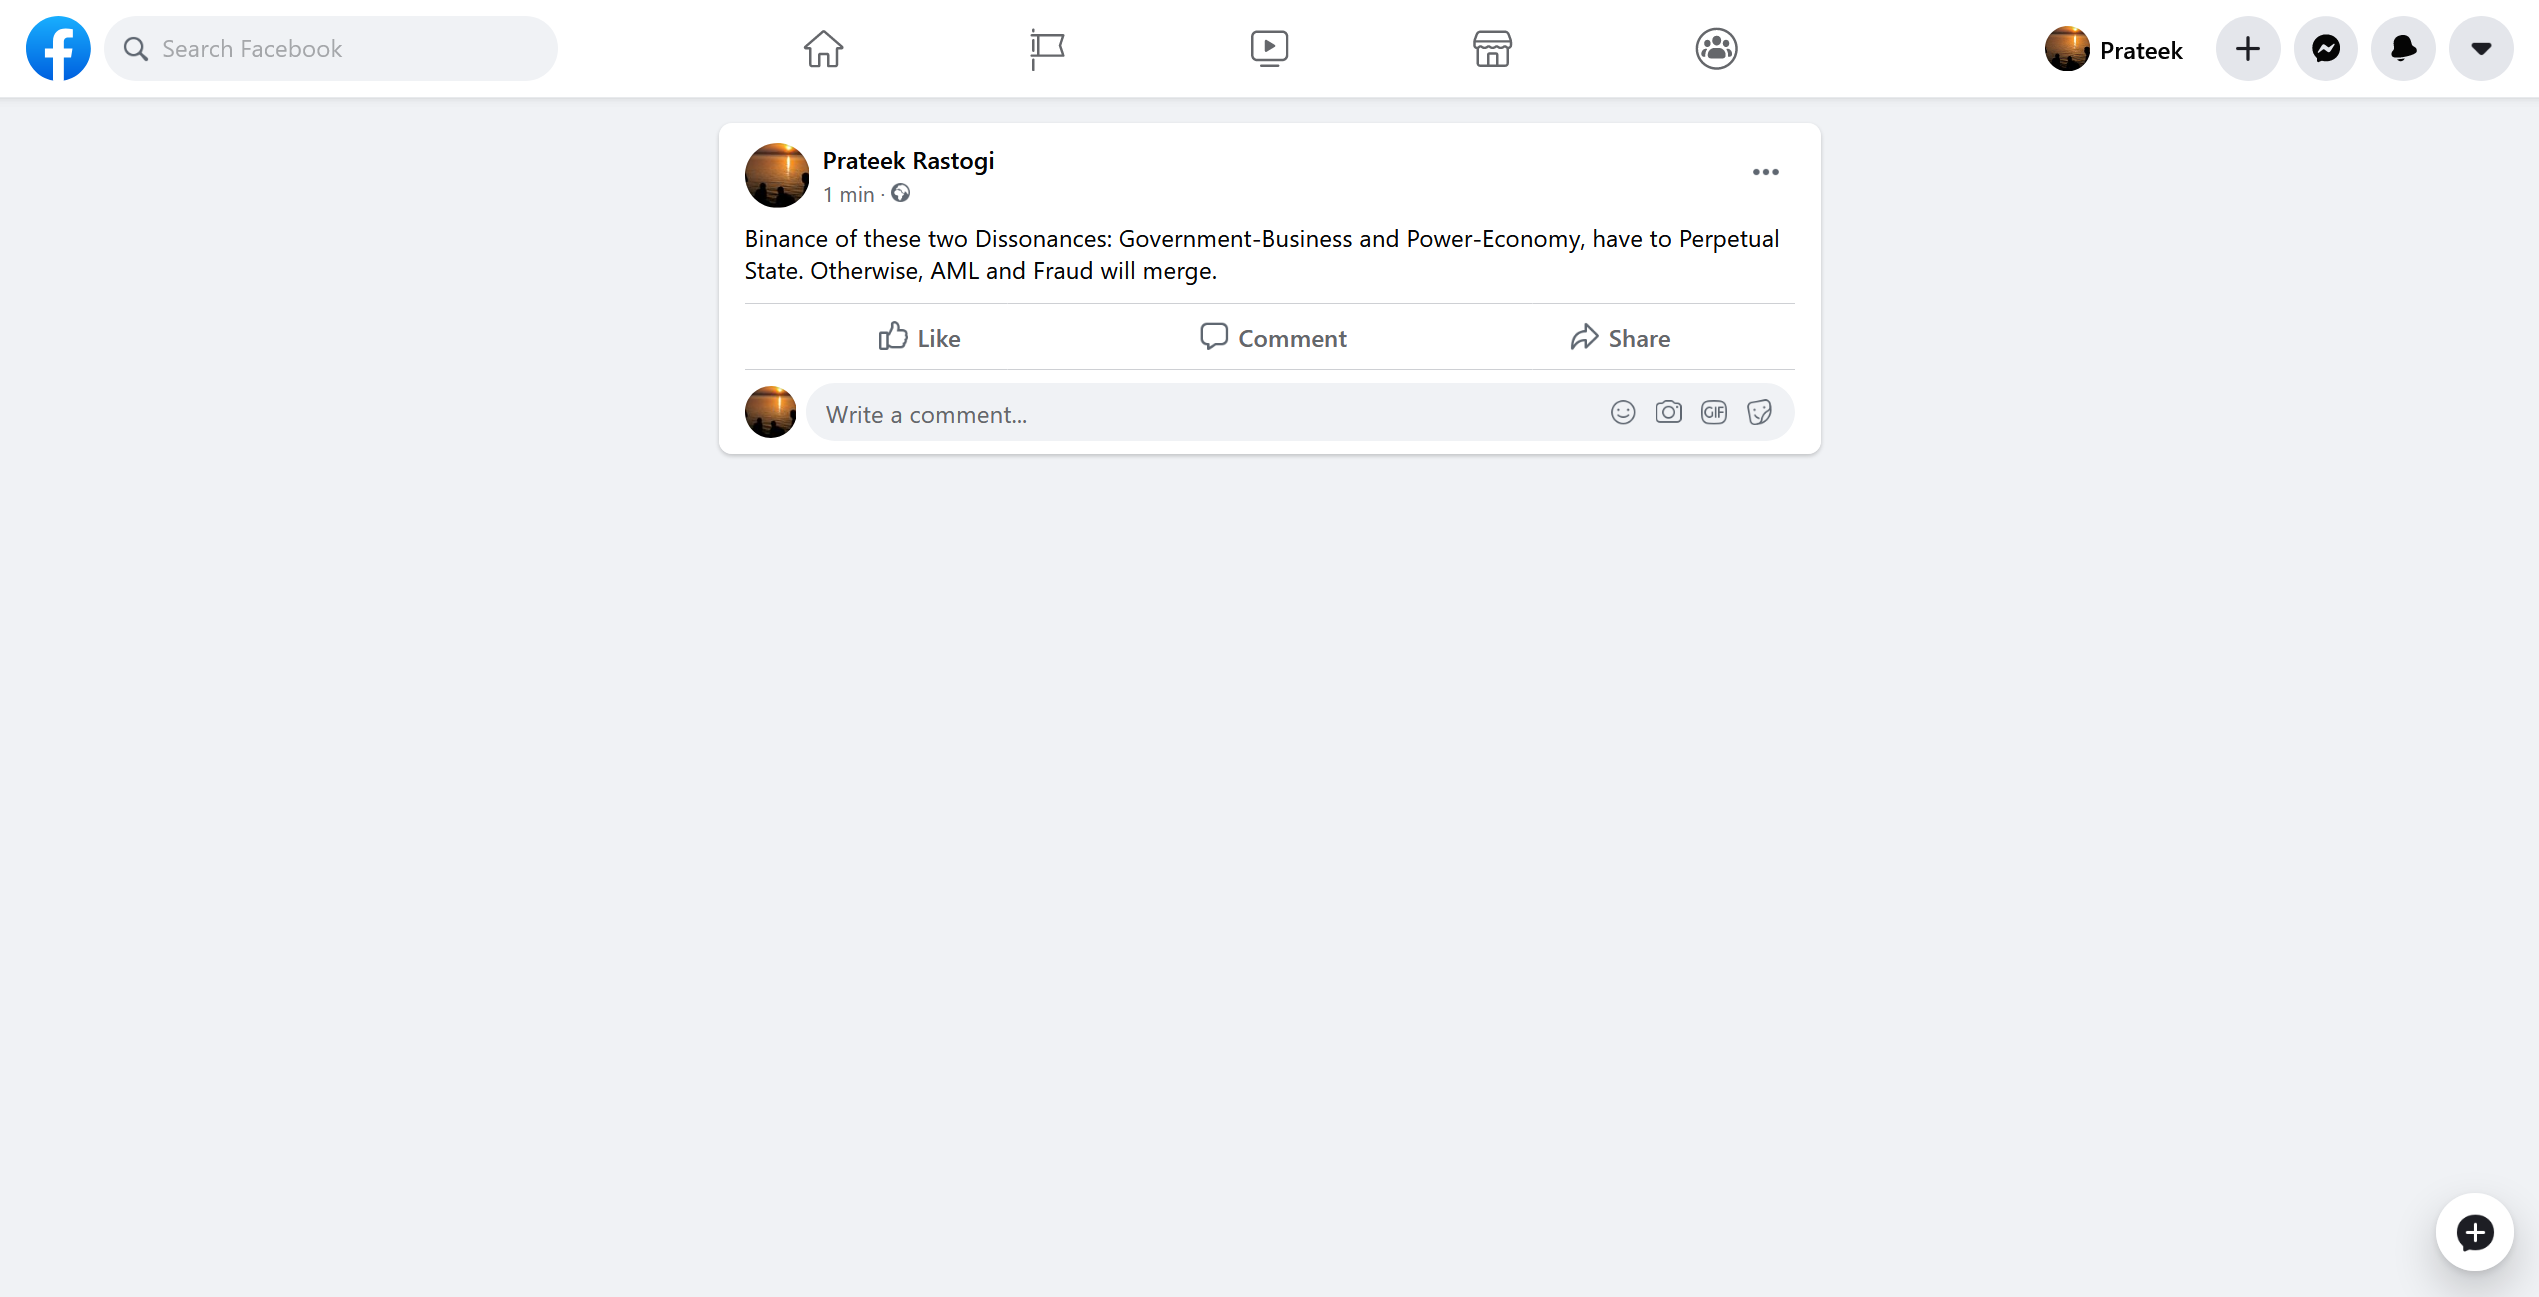 Search Facebook
Prateek
Prateek Rastogi
1 min ·
Binance of these two Dissonances: Government-Business and Power-Economy, have to Perpetual
State. Otherwise, AML and Fraud will merge.
Like
Comment
Share
Write a comment...
GIF